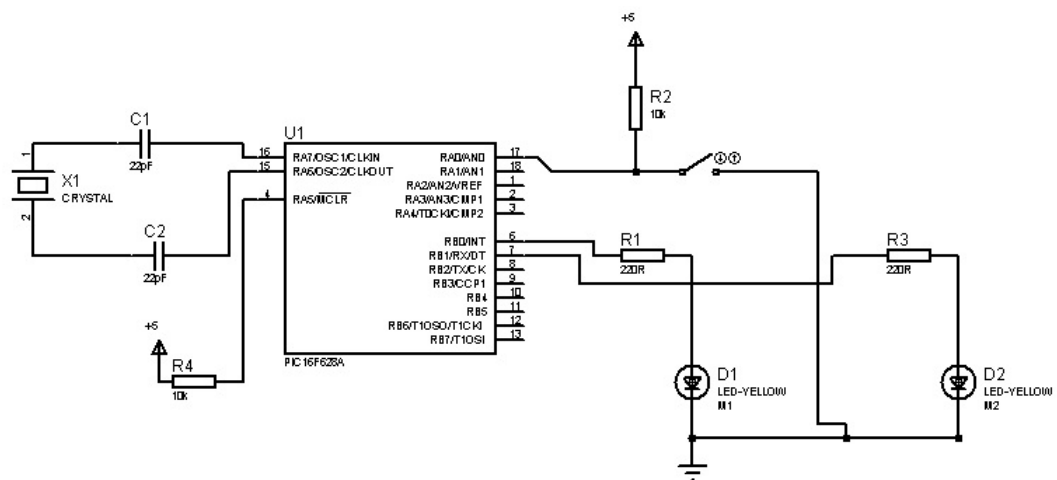 +5
R2
10k
C1
22pF
1
X1
CRYSTAL
2
C2
22pF
+5
R4
10k
U1
16
RA7/OSC1/CLKIN
15
RA6/OSC2/CLKOUT
4
RA5/MCLR
RA0/AN0
17
RA1/AN1
18
RA2/AN2/VREF
1
RA3/AN3/CMP1
2
RA4/T0CKI/CMP2
3
RB0/INT
6
RB1/RX/DT
7
RB2/TX/CK
8
RB3/CCP1
9
RB4
10
RB5
11
RB6/T1OSO/T1CKI
12
RB7/T1OSI
13
PIC16F628A
R1
220R
R3
220R
D1
LED-YELLOW
M1
D2
LED-YELLOW
M2